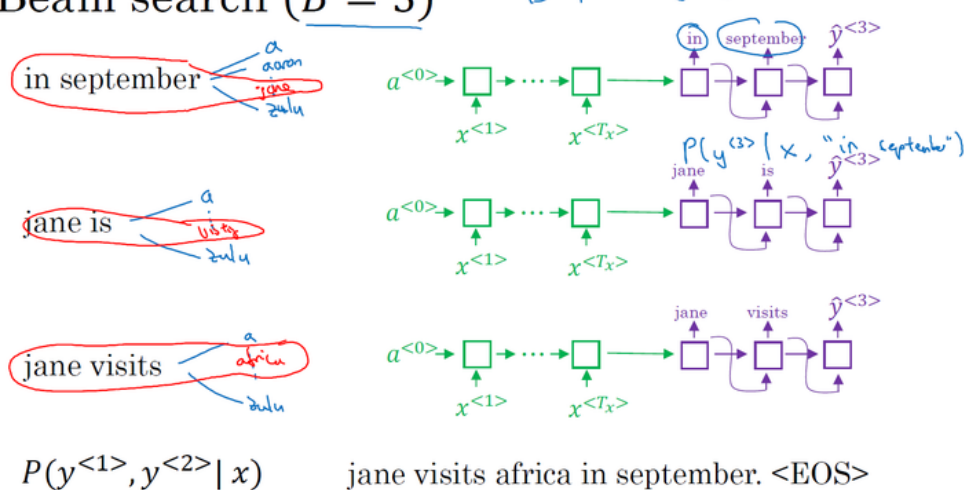 Beam search (B = 3)
in september
a
aaron
jane
zulu
a<0>
x<1>
...
x<Tx>
in
september
ŷ<3>
P(y<3> | x, "in september")
jane is
a
visits
zulu
a<0>
x<1>
...
x<Tx>
jane
is
ŷ<3>
jane visits
a
africa
zulu
a<0>
x<1>
...
x<Tx>
jane
visits
ŷ<3>
P(y<1>, y<2> | x)
jane visits africa in september. <EOS>